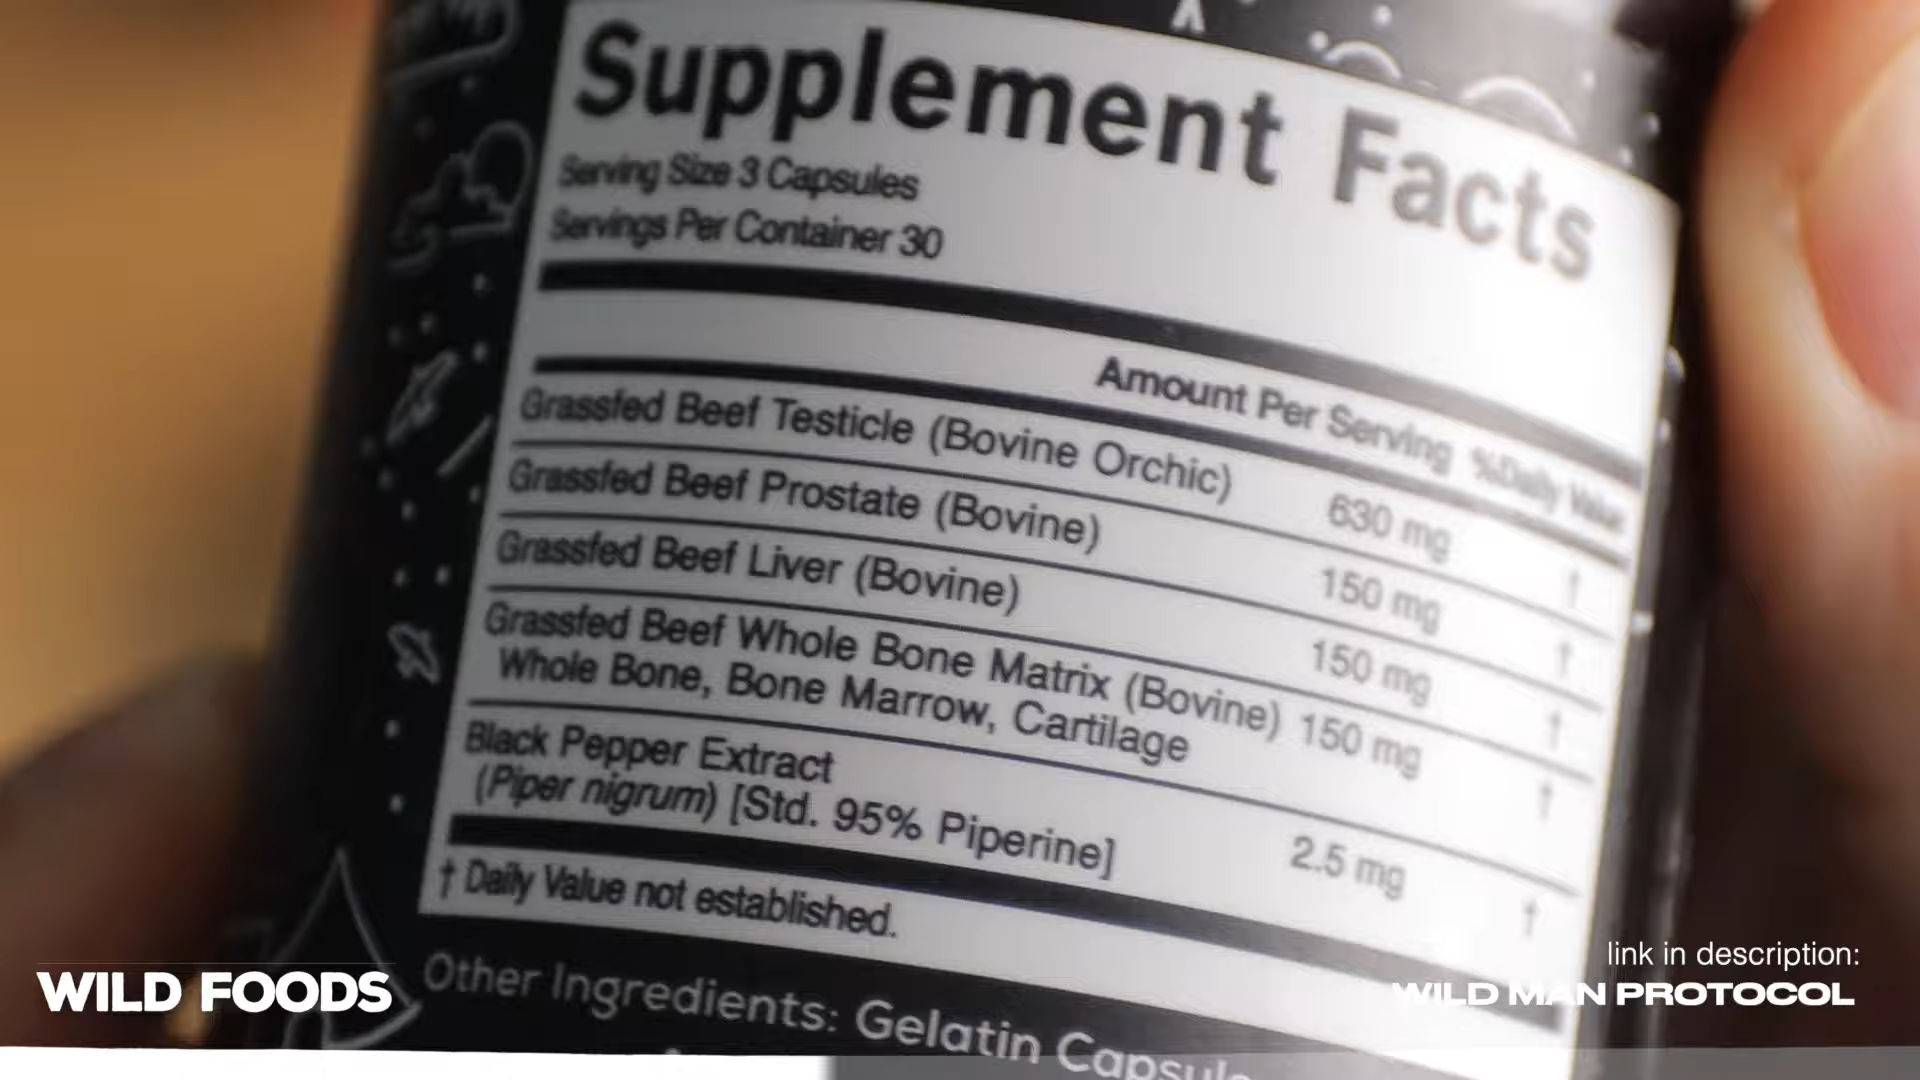 Supplement Facts
Serving Size 3 Capsules
Servings Per Container 30
Amount Per Serving %Daily Value
Grassfed Beef Testicle (Bovine Orchic) 630 mg †
Grassfed Beef Prostate (Bovine) 150 mg †
Grassfed Beef Liver (Bovine) 150 mg †
Grassfed Beef Whole Bone Matrix (Bovine) 150 mg †
Whole Bone, Bone Marrow, Cartilage
Black Pepper Extract
(Piper nigrum) [Std. 95% Piperine] 2.5 mg †
† Daily Value not established.
Other Ingredients: Gelatin Capsule
WILD FOODS
link in description:
WILD MAN PROTOCOL